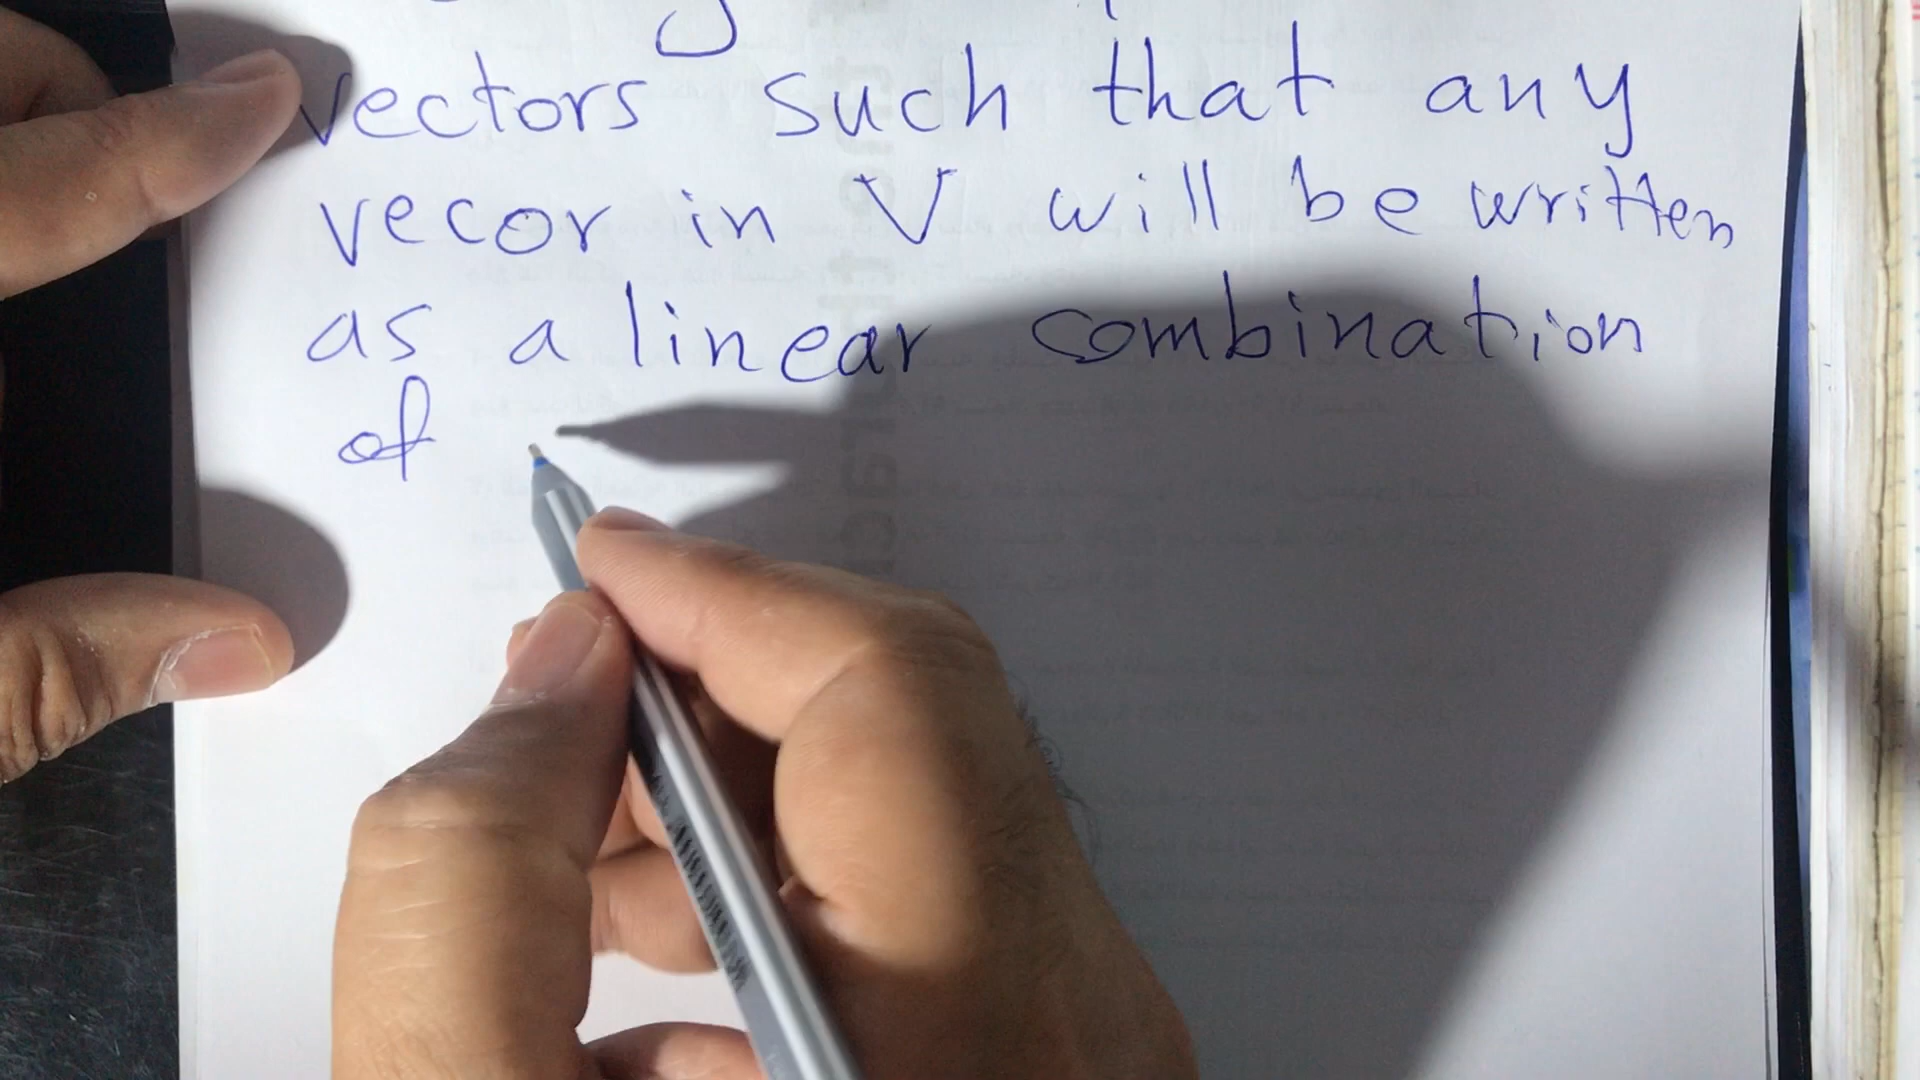 vectors such that any
vecor in V will be written
as a linear combination
of